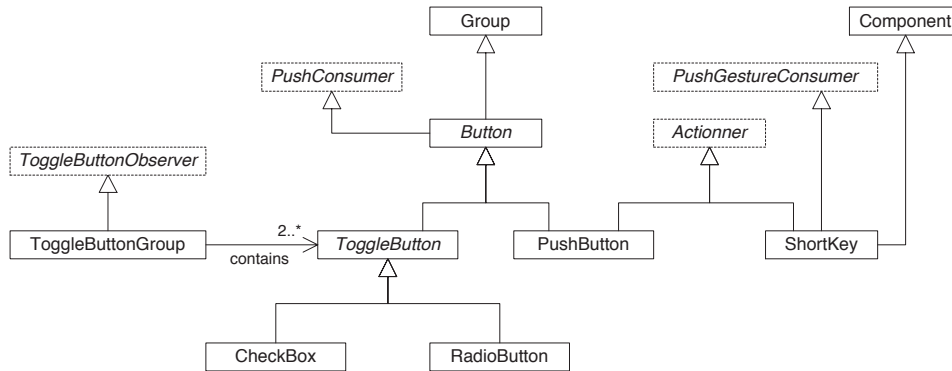 Group
Component
PushConsumer
PushGestureConsumer
Button
Actionner
ToggleButtonObserver
2..*
ToggleButtonGroup
ToggleButton
PushButton
ShortKey
contains
CheckBox
RadioButton